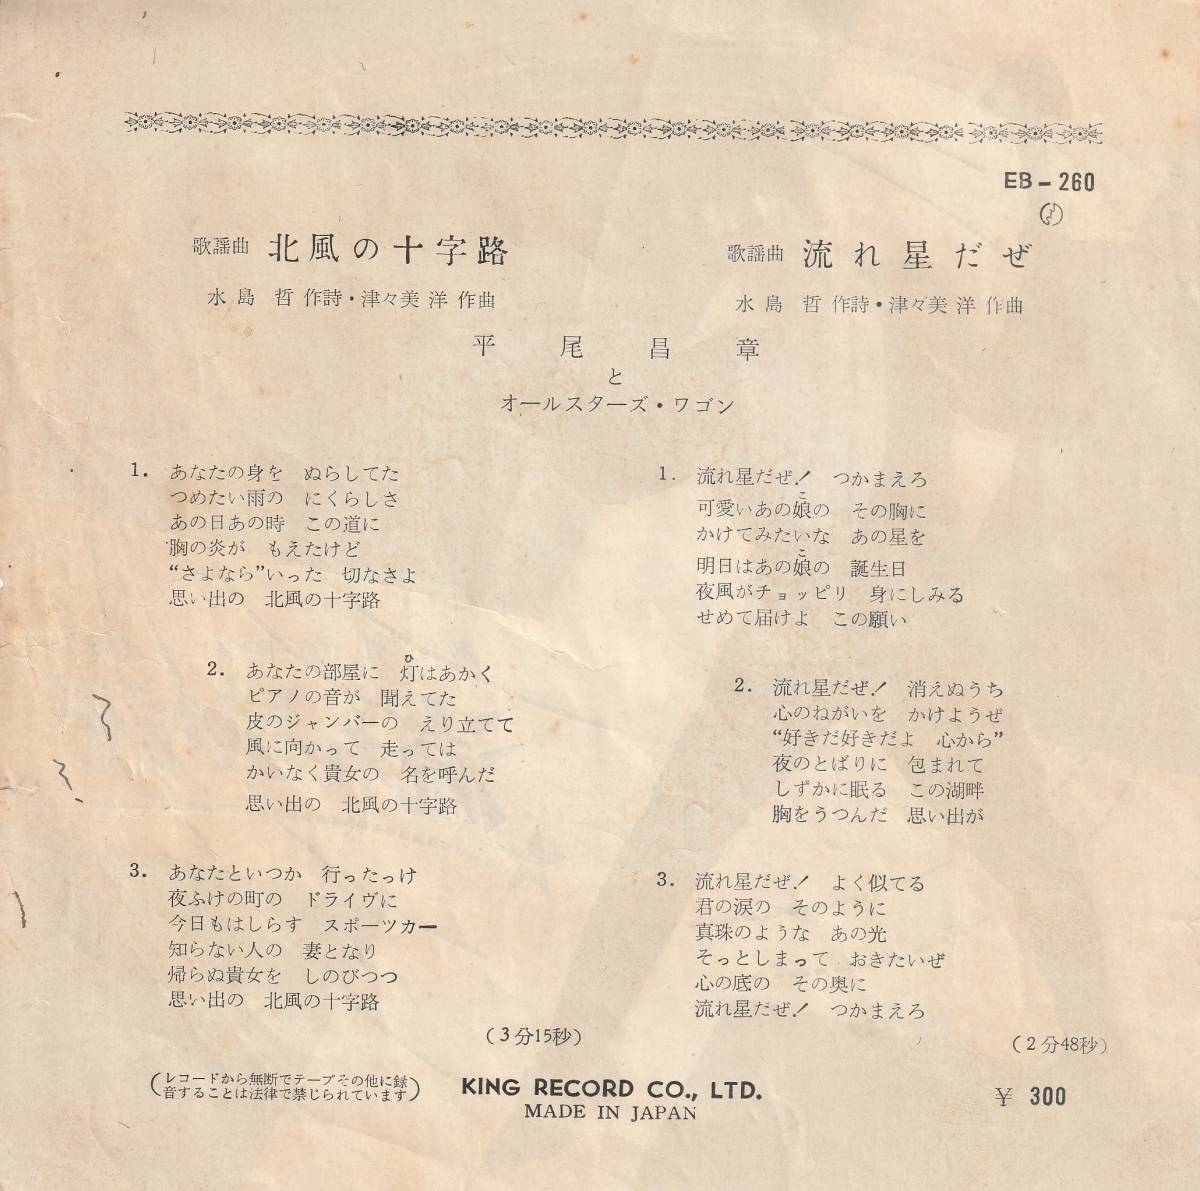 EB-260
歌謡曲 北風の十字路
水島 哲 作詩・津々美 洋 作曲
歌謡曲 流れ星だぜ
水島 哲 作詩・津々美 洋 作曲
平尾昌章
と
オールスターズ・ワゴン
1. あなたの身を ぬらしてた
つめたい雨の にくらしさ
あの日あの時 この道に
胸の炎が もえたけど
“さよなら”いった 切なさよ
思い出の 北風の十字路
2. あなたの部屋に 灯(ひ)はあかく
ピアノの音が 聞えてた
皮のジャンバーの えり立てて
風に向かって 走っては
かいなく貴女の 名を呼んだ
思い出の 北風の十字路
3. あなたといつか 行ったっけ
夜ふけの町の ドライヴに
今日もはしらす スポーツカー
知らない人の 妻となり
帰らぬ貴女を しのびつつ
思い出の 北風の十字路
(3分15秒)
1. 流れ星だぜ! つかまえろ
可愛いあの娘(こ)の その胸に
かけてみたいな あの星を
明日はあの娘(こ)の 誕生日
夜風がチョッピリ 身にしみる
せめて届けよ この願い
2. 流れ星だぜ! 消えぬうち
心のねがいを かけようぜ
“好きだ好きだよ 心から”
夜のとばりに 包まれて
しずかに眠る この湖畔
胸をうつんだ 思い出が
3. 流れ星だぜ! よく似てる
君の涙の そのように
真珠のような あの光
そっとしまって おきたいぜ
心の底の その奥に
流れ星だぜ! つかまえろ
(2分48秒)
(レコードから無断でテープその他に録
音することは法律で禁じられています)
KING RECORD CO., LTD.
MADE IN JAPAN
¥ 300